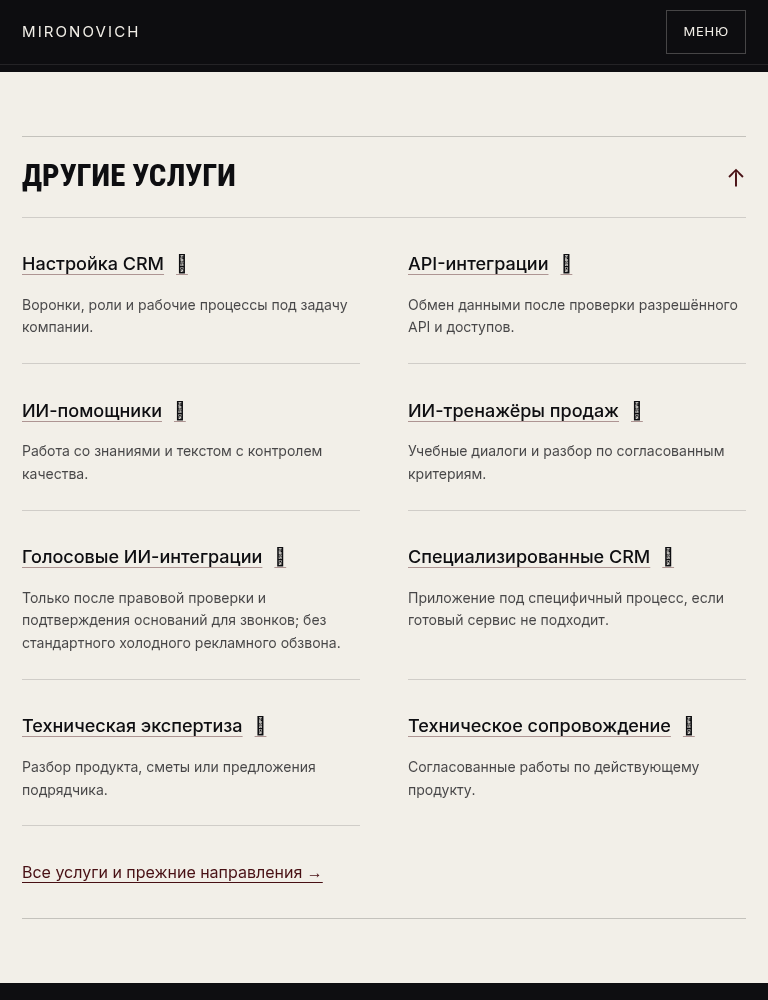 MIRONOVICH
МЕНЮ
ДРУГИЕ УСЛУГИ
↑
Настройка CRM
Воронки, роли и рабочие процессы под задачу
компании.
API-интеграции
Обмен данными после проверки разрешённого
API и доступов.
ИИ-помощники
Работа со знаниями и текстом с контролем
качества.
ИИ-тренажёры продаж
Учебные диалоги и разбор по согласованным
критериям.
Голосовые ИИ-интеграции
Только после правовой проверки и
подтверждения оснований для звонков; без
стандартного холодного рекламного обзвона.
Специализированные CRM
Приложение под специфичный процесс, если
готовый сервис не подходит.
Техническая экспертиза
Разбор продукта, сметы или предложения
подрядчика.
Техническое сопровождение
Согласованные работы по действующему
продукту.
Все услуги и прежние направления →